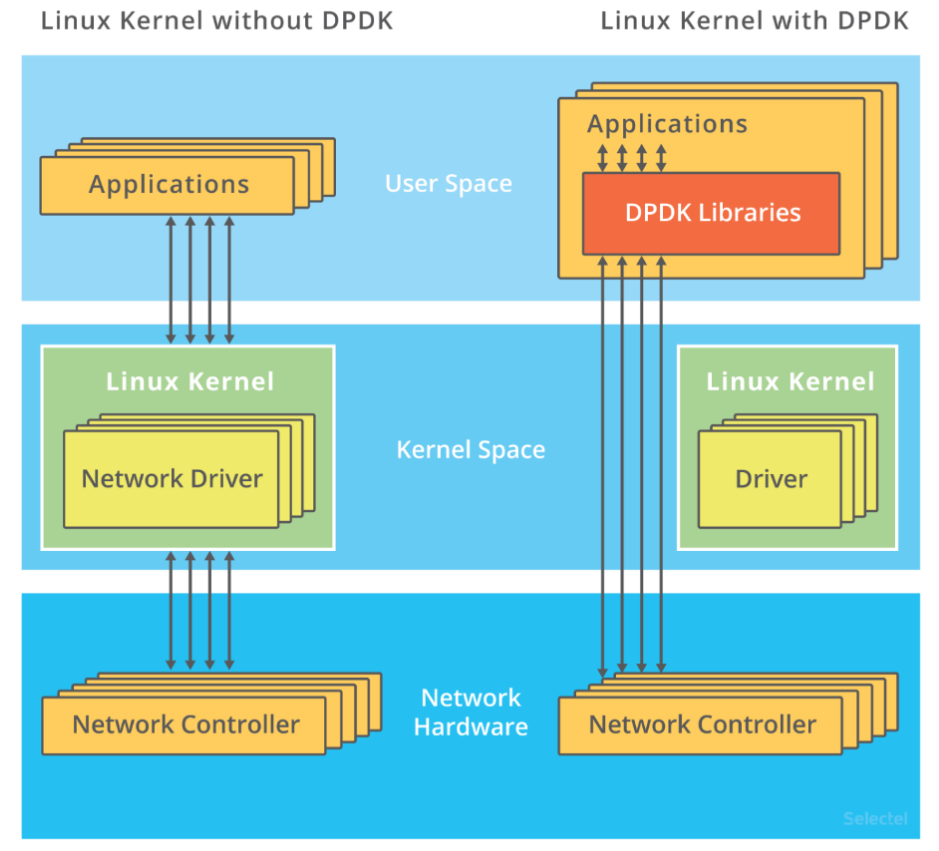 Linux Kernel without DPDK
Linux Kernel with DPDK
Applications
User Space
Applications
DPDK Libraries
Linux Kernel
Network Driver
Kernel Space
Linux Kernel
Driver
Network Controller
Network
Hardware
Network Controller
Selectel